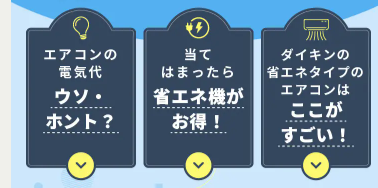 エアコンの
電気代
ウソ・
ホント？
当て
はまったら
省エネ機が
お得！
ダイキンの
省エネタイプの
エアコンは
ここが
すごい！